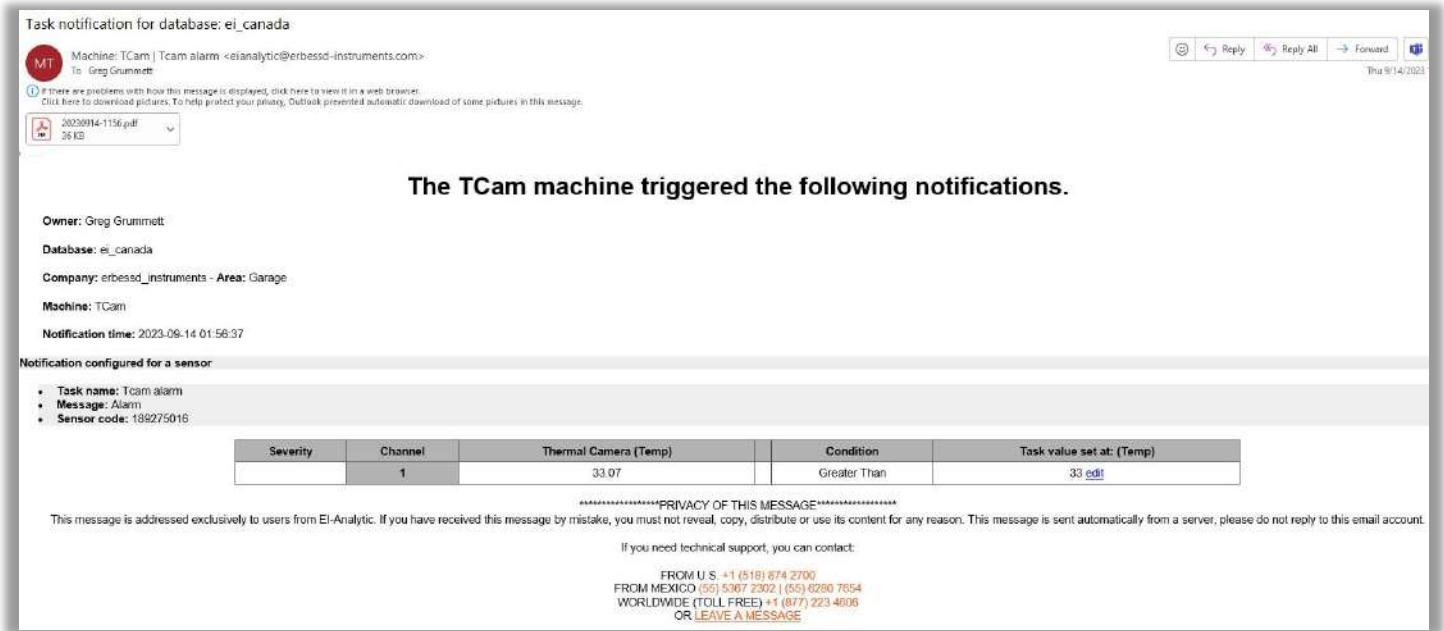 Task notification for database: ei_canada
MT
Machine: TCam | Tcam alarm <eianalytic@erbessd-instruments.com>
To Greg Grummett
Reply
Reply All
Forward
Thu 9/14/2023
If there are problems with how this message is displayed, click here to view it in a web browser.
Click here to download pictures. To help protect your privacy, Outlook prevented automatic download of some pictures in this message.
20230914-1156.pdf
36 KB
The TCam machine triggered the following notifications.
Owner: Greg Grummett
Database: ei_canada
Company: erbessd_instruments - Area: Garage
Machine: TCam
Notification time: 2023-09-14 01:56:37
Notification configured for a sensor
• Task name: Tcam alarm
• Message: Alarm
• Sensor code: 189275016
Severity Channel Thermal Camera (Temp) Condition Task value set at: (Temp)
1 33.07 Greater Than 33 edit
******************PRIVACY OF THIS MESSAGE******************
This message is addressed exclusively to users from EI-Analytic. If you have received this message by mistake, you must not reveal, copy, distribute or use its content for any reason. This message is sent automatically from a server, please do not reply to this email account.
If you need technical support, you can contact:
FROM U.S. +1 (518) 874 2700
FROM MEXICO (55) 5367 2302 | (55) 6280 7654
WORLDWIDE (TOLL FREE) +1 (877) 223 4606
OR LEAVE A MESSAGE